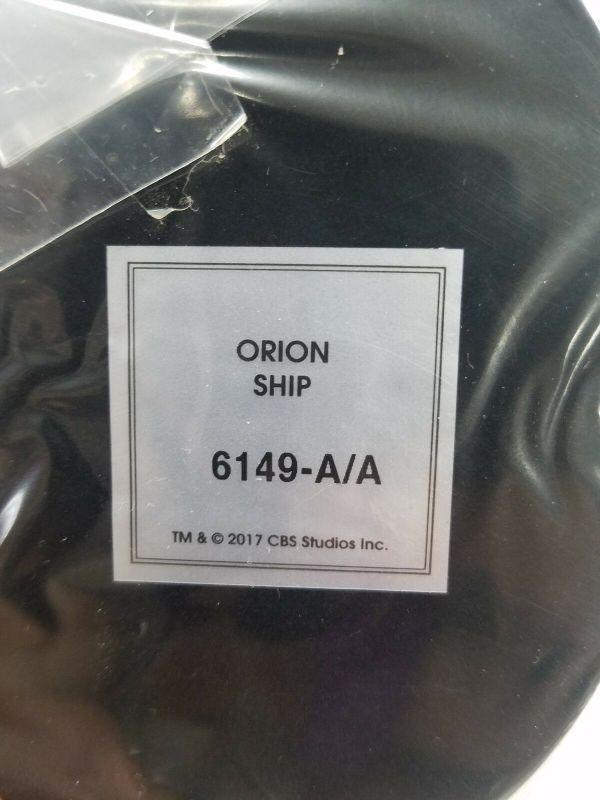 ORION
SHIP
6149-A/A
TM & © 2017 CBS Studios Inc.